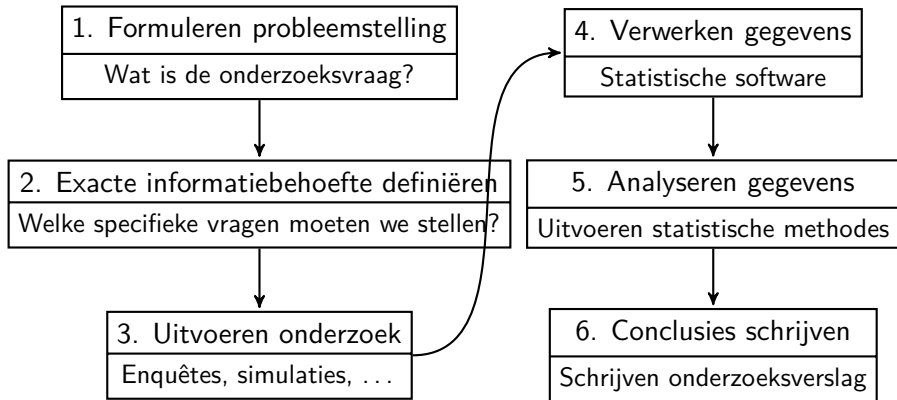 1. Formuleren probleemstelling
Wat is de onderzoeksvraag?
2. Exacte informatiebehoefte definiëren
Welke specifieke vragen moeten we stellen?
3. Uitvoeren onderzoek
Enquêtes, simulaties, ...
4. Verwerken gegevens
Statistische software
5. Analyseren gegevens
Uitvoeren statistische methodes
6. Conclusies schrijven
Schrijven onderzoeksverslag